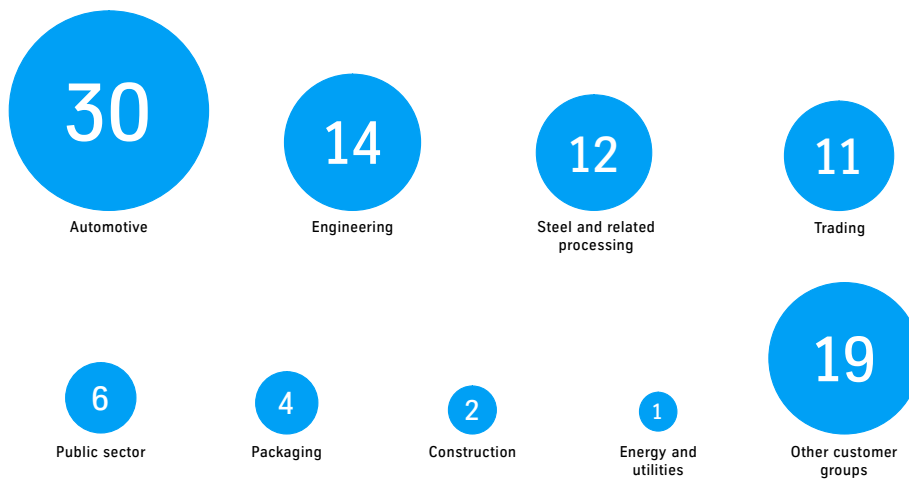 30
14
12
11
Automotive
Engineering
Steel and related
processing
Trading
6
4
2
1
19
Public sector
Packaging
Construction
Energy and
utilities
Other customer
groups